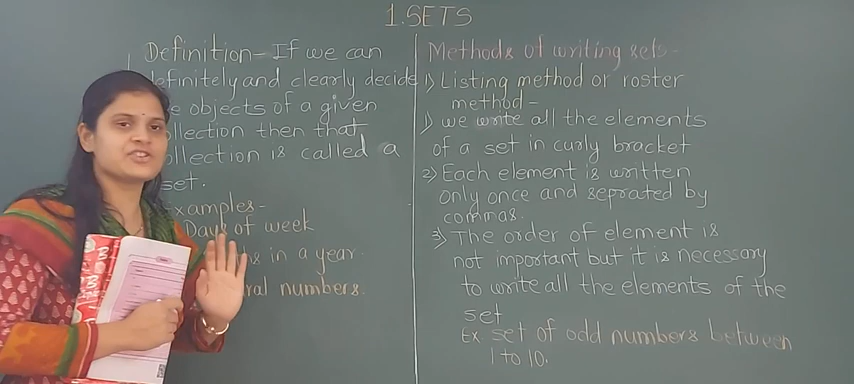 1.SETS
Definition- If we can
definitely and clearly decide
objects of a given
collection then that
collection is called a
set.
Examples-
Days of week
in a year.
numbers.
Methods of writing sets-
1) Listing method or roster
method-
1) we write all the elements
of a set in curly bracket
2) Each element is written
only once and seprated by
commas.
3) The order of element is
not important but it is necessary
to write all the elements of the
set
Ex. set of odd numbers between
1 to 10.